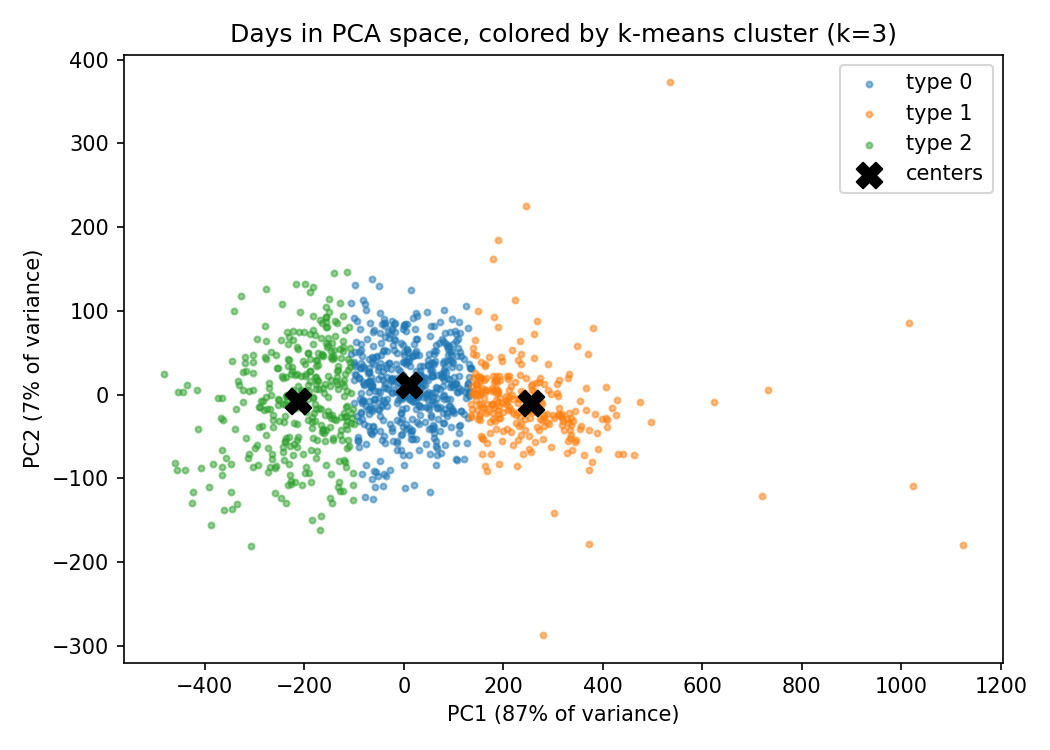 Days in PCA space, colored by k-means cluster (k=3)
400
300
200
100
0
−100
−200
−300
PC2 (7% of variance)
type 0
type 1
type 2
centers
−400 −200 0 200 400 600 800 1000 1200
PC1 (87% of variance)